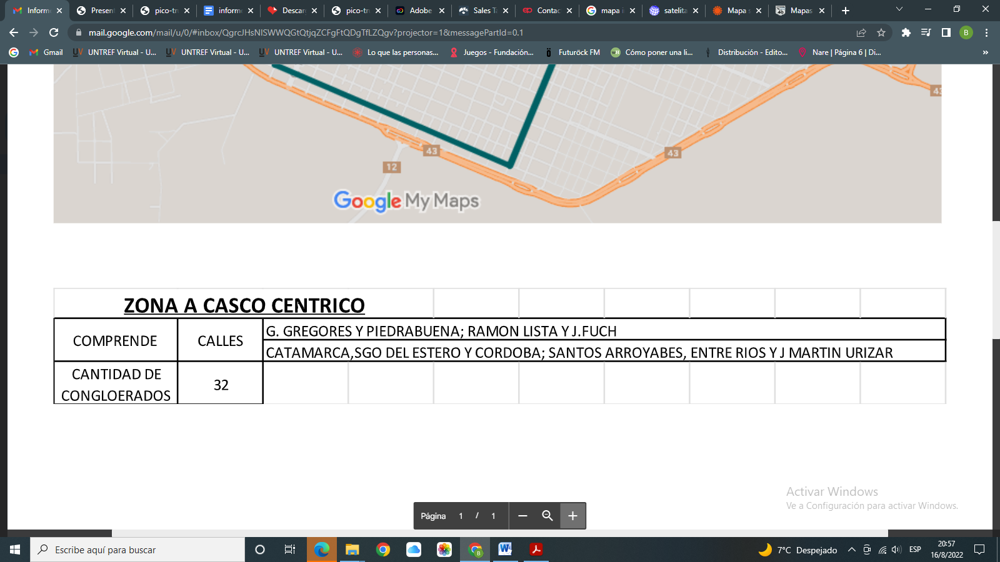 Inform
Present
pico-tr
inform
Descar
pico-tr
Adobe
Sales Ta
Contac
mapa i
satelita
Mapa s
Mapas
mail.google.com/mail/u/0/#inbox/QgrcJHsNlSWWQGtQtjqZCFgFtQDgTfLZQgv?projector=1&messagePartId=0.1
B
Gmail
UNTREF Virtual - U...
UNTREF Virtual - U...
UNTREF Virtual - U...
Lo que las personas...
Juegos - Fundación...
Futuröck FM
Cómo poner una li...
Distribución - Edito...
Nare | Página 6 | Di...
»
43
43
43
12
Google My Maps
ZONA A CASCO CENTRICO
COMPRENDE
CALLES
G. GREGORES Y PIEDRABUENA; RAMON LISTA Y J.FUCH
CATAMARCA,SGO DEL ESTERO Y CORDOBA; SANTOS ARROYABES, ENTRE RIOS Y J MARTIN URIZAR
CANTIDAD DE
CONGLOERADOS
32
Activar Windows
Ve a Configuración para activar Windows.
Página 1 / 1
Escribe aquí para buscar
7°C Despejado
ESP
20:57
16/8/2022